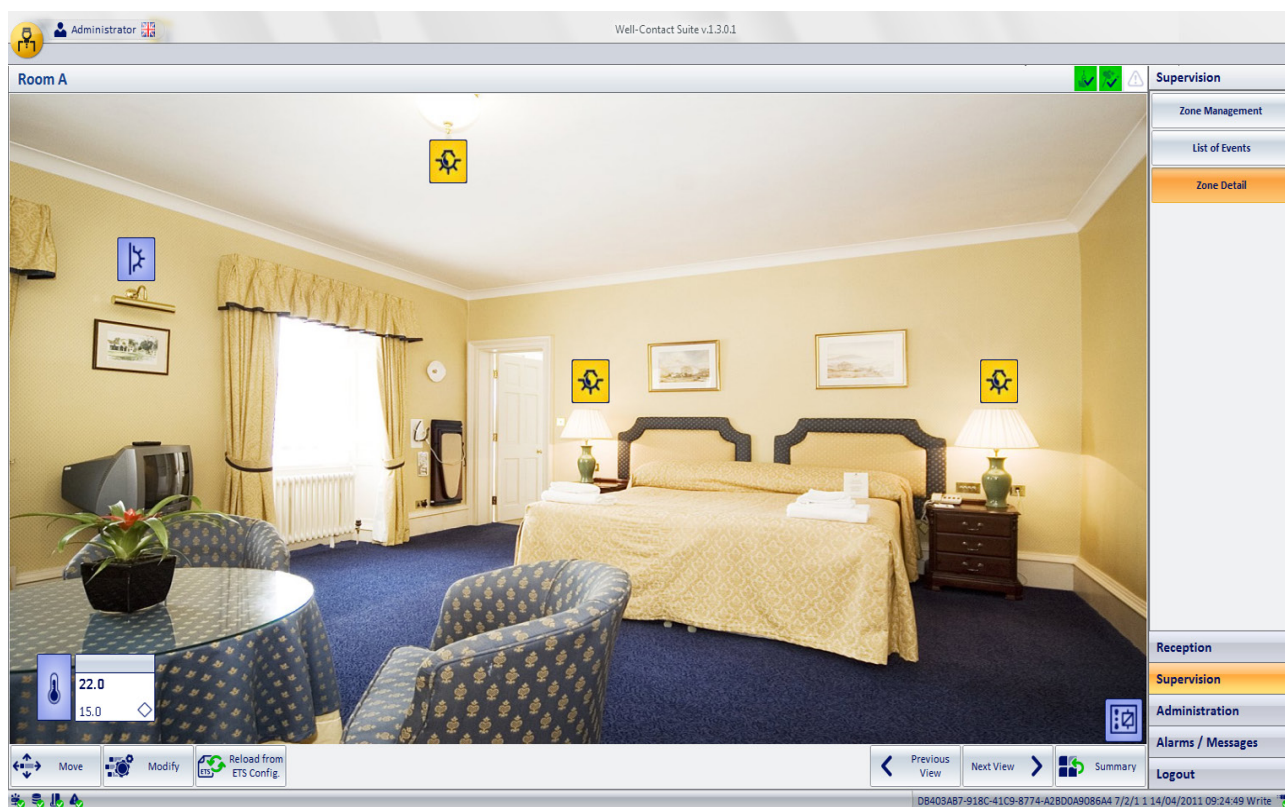 Administrator
Well-Contact Suite v.1.3.0.1
Room A
Supervision
Zone Management
List of Events
Zone Detail
22.0
15.0
Reception
Supervision
Administration
Alarms / Messages
Logout
Move
Modify
ETS
Reload from
ETS Config.
Previous
View
Next View
Summary
DB403AB7-918C-41C9-8774-A2BD0A9086A4 7/2/1 1 14/04/2011 09:24:49 Write